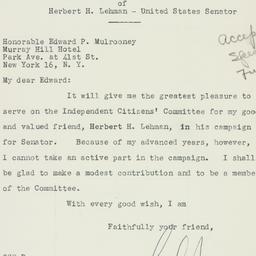 of
Herbert H. Lehman - United States Senator
Honorable Edward P. Mulrooney
Murray Hill Hotel
Park Ave. at 41st St.
New York 16, N. Y.
My dear Edward:
It will give me the greatest pleasure to
serve on the Independent Citizens' Committee for my good
and valued friend, Herbert H. Lehman, in his campaign
for Senator. Because of my advanced years, however,
I cannot take an active part in the campaign. I shall
be glad to make a modest contribution and to be a membe
of the Committee.
With every good wish, I am
Faithfully your friend,